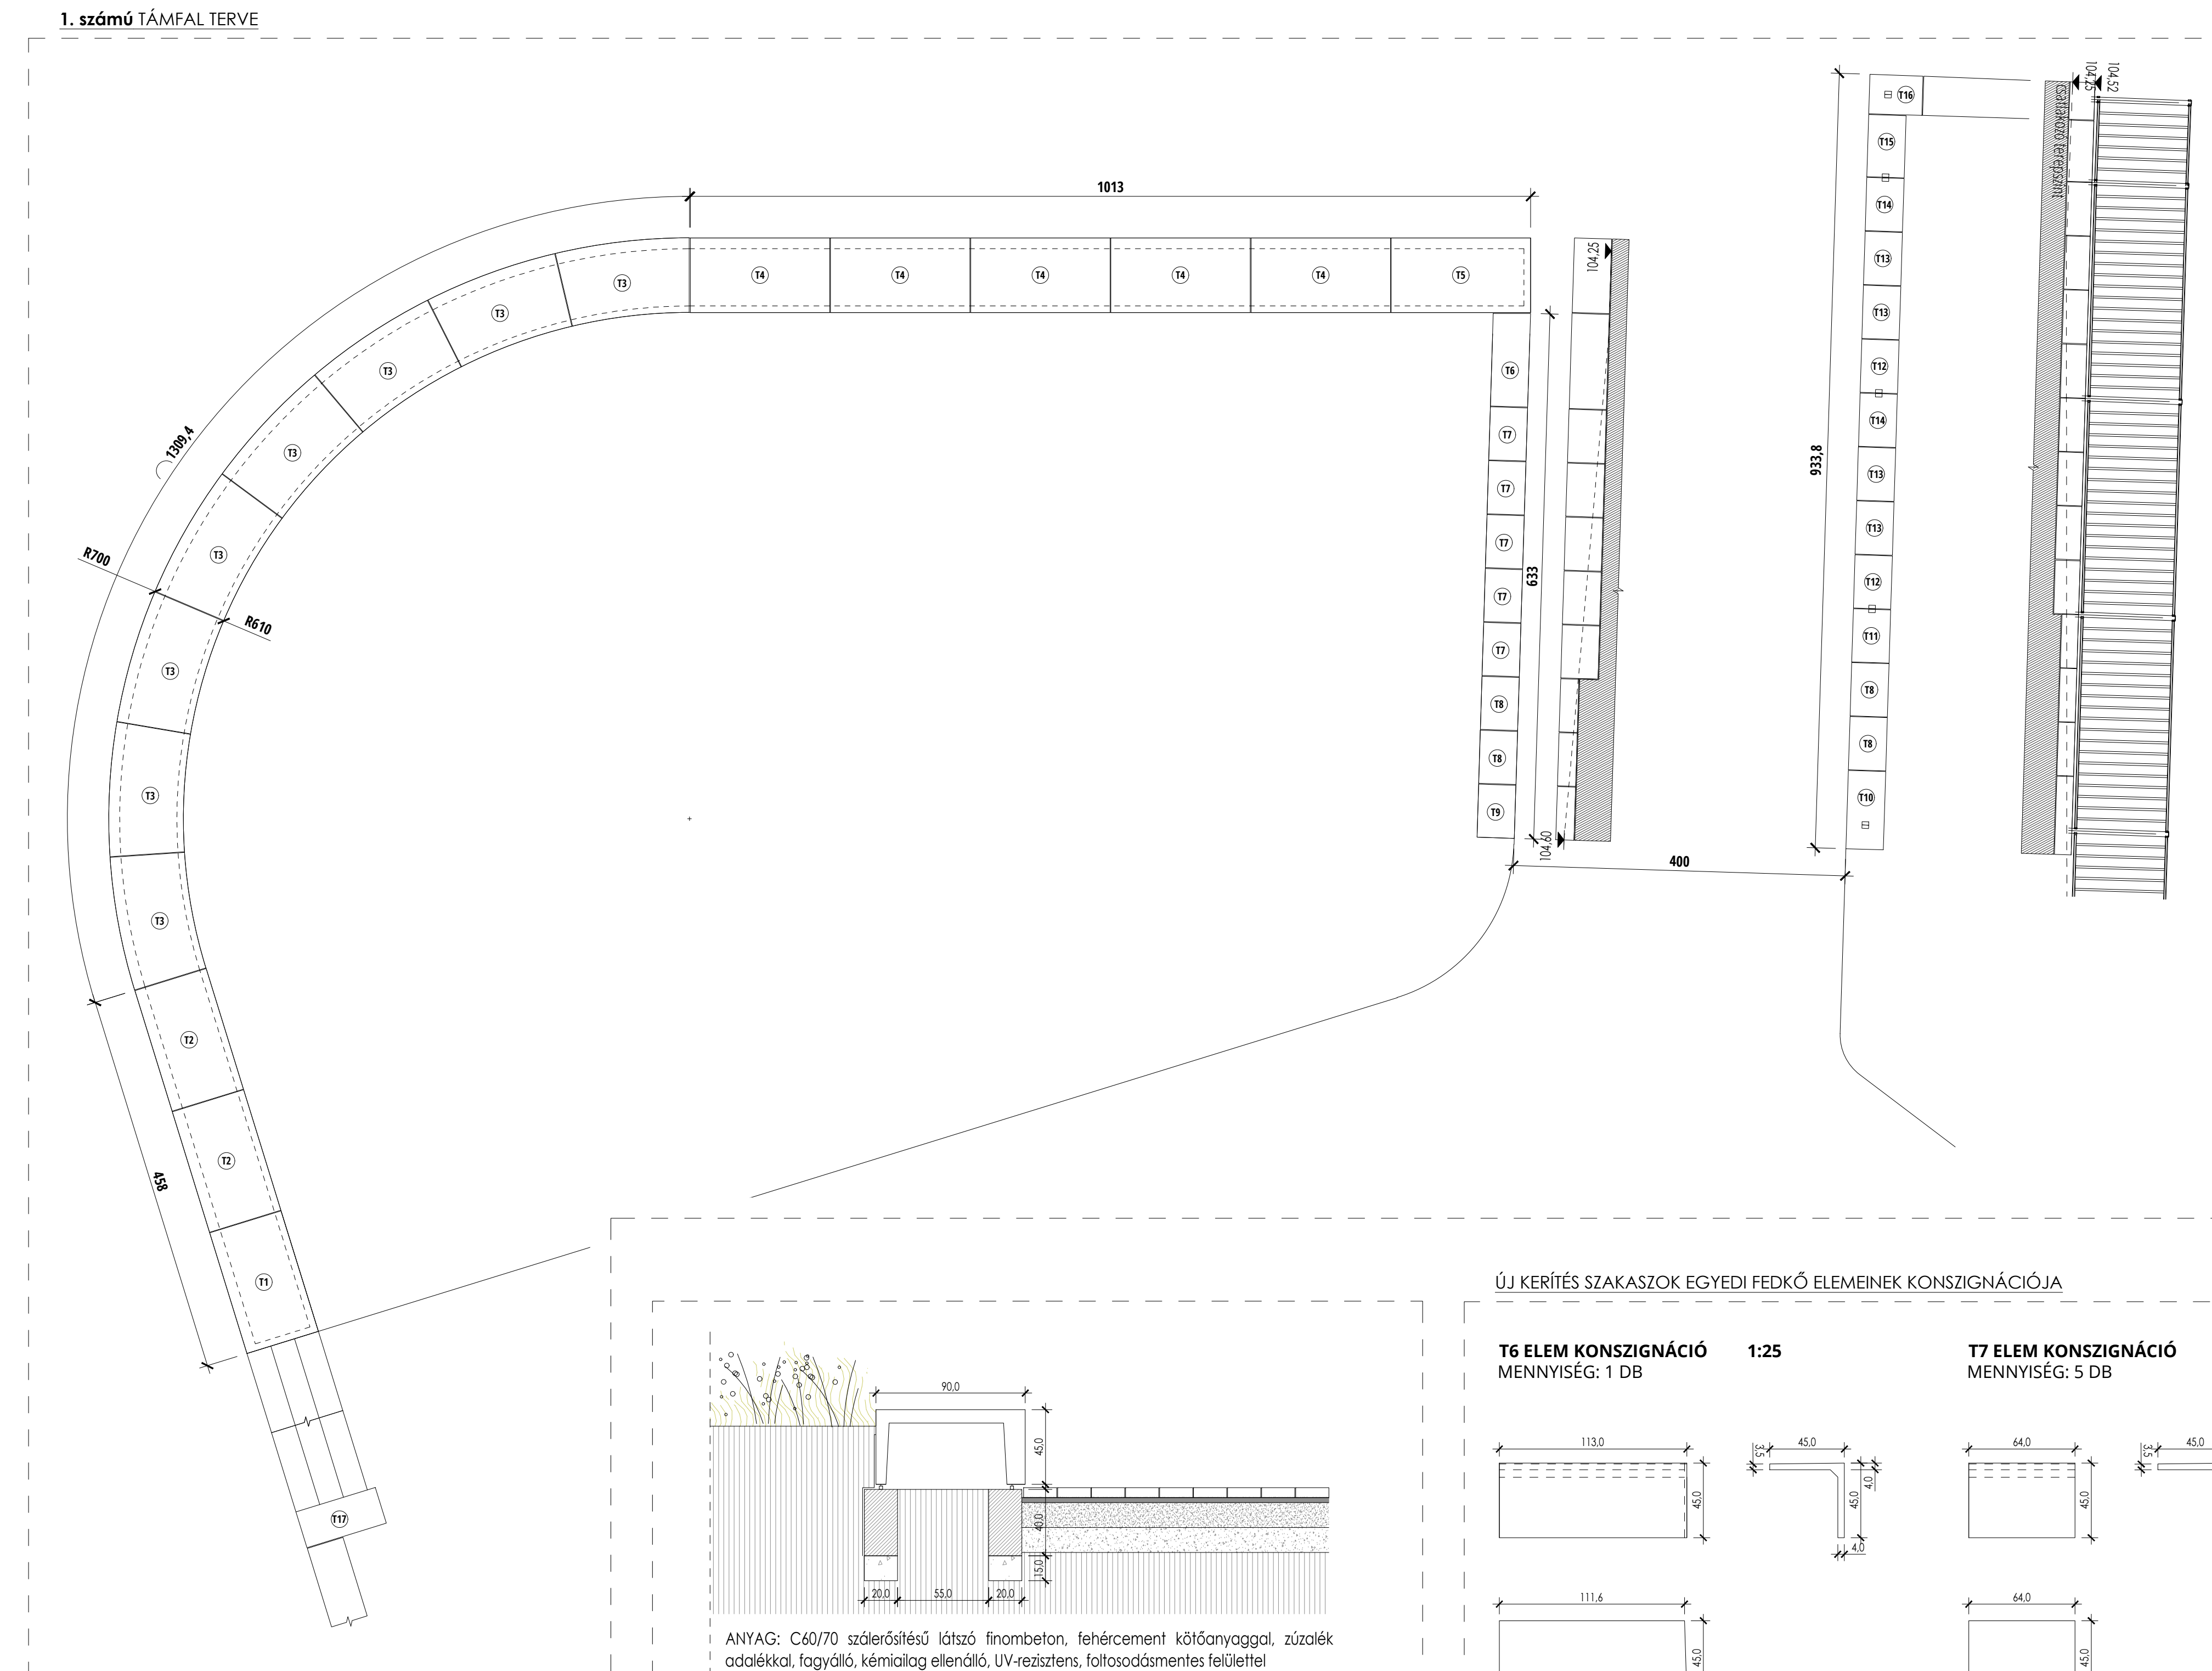 1. számú TÁMFAL TERVE
104,25
104,52
csatlakozó terepszint
T16
T15
T14
T13
T13
T12
T14
T13
T13
T12
T11
T8
T8
T10
933,8
1013
T3
T4
T4
T4
T4
T4
T5
104,25
T3
T3
T3
T3
T3
T3
T3
1309,4
R700
R610
T6
T7
T7
T7
T7
T7
T8
T8
T9
633
104,60
400
T3
T2
T2
T1
458
T17
ÚJ KERÍTÉS SZAKASZOK EGYEDI FEDKŐ ELEMEINEK KONSZIGNÁCIÓJA
T6 ELEM KONSZIGNÁCIÓ 1:25
MENNYISÉG: 1 DB
T7 ELEM KONSZIGNÁCIÓ
MENNYISÉG: 5 DB
90,0
45,0
40,0
15,0
20,0
55,0
20,0
113,0
45,0
3,5
45,0
45,0
4,0
4,0
64,0
45,0
3,5
45,0
111,6
45,0
64,0
45,0
ANYAG: C60/70 szálerősítésű látszó finombeton, fehércement kötőanyaggal, zúzalék
adalékkal, fagyálló, kémiailag ellenálló, UV-rezisztens, foltosodásmentes felülettel